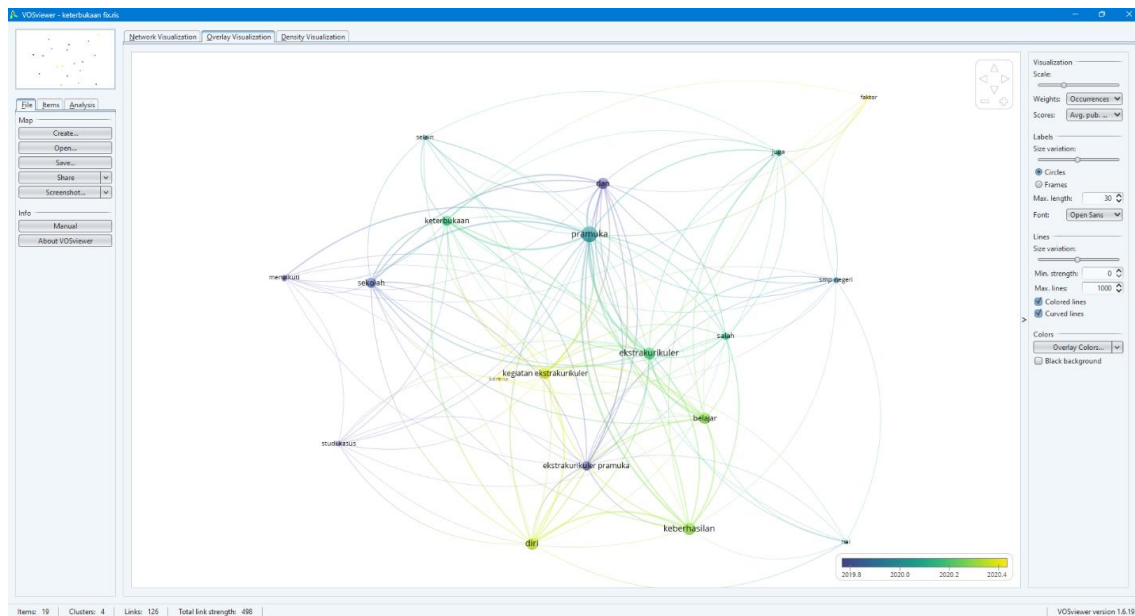 VOSviewer - keterbukaan fix.ris
Network Visualization Overlay Visualization Density Visualization
File Items Analysis
Map
Create...
Open...
Save...
Share
Screenshot...
Info
Manual
About VOSviewer
faktor
selain
juga
dan
keterbukaan
pramuka
mengikuti
sekolah
smp negeri
salah
ekstrakurikuler
kegiatan ekstrakurikuler
karena
belajar
studi kasus
ekstrakurikuler pramuka
keberhasilan
diri
2019.8 2020.0 2020.2 2020.4
Visualization
Scale:
Weights: Occurrences
Scores: Avg. pub. ...
Labels
Size variation:
Circles
Frames
Max. length: 30
Font: Open Sans
Lines
Size variation:
Min. strength: 0
Max. lines: 1000
Colored lines
Curved lines
>
Colors
Overlay Colors...
Black background
Items: 19 Clusters: 4 Links: 126 Total link strength: 498 VOSviewer version 1.6.19